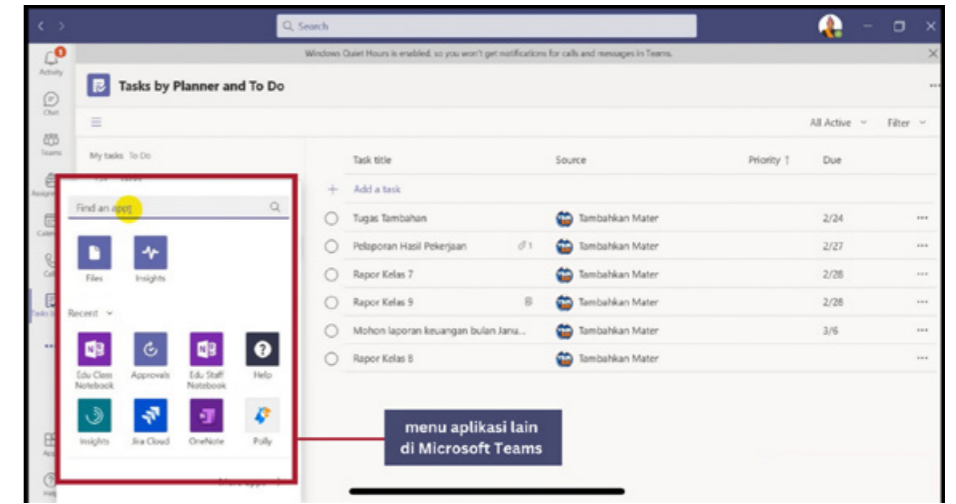 Search
Windows Quiet Hours is enabled, so you won't get notifications for calls and messages in Teams.
Activity
Tasks by Planner and To Do
Chat
All Active Filter
Teams
My tasks To Do
Task title Source Priority ↑ Due
+ Add a task
Find an app
Tugas Tambahan Tambahkan Mater 2/24
Pelaporan Hasil Pekerjaan 1 Tambahkan Mater 2/27
Files Insights
Rapor Kelas 7 Tambahkan Mater 2/28
Rapor Kelas 9 Tambahkan Mater 2/28
Recent
Mohon laporan keuangan bulan Janu... Tambahkan Mater 3/6
Rapor Kelas 8 Tambahkan Mater
Edu Class Notebook
Approvals
Edu Staff Notebook
Help
Insights Jira Cloud OneNote Polly
menu aplikasi lain
di Microsoft Teams